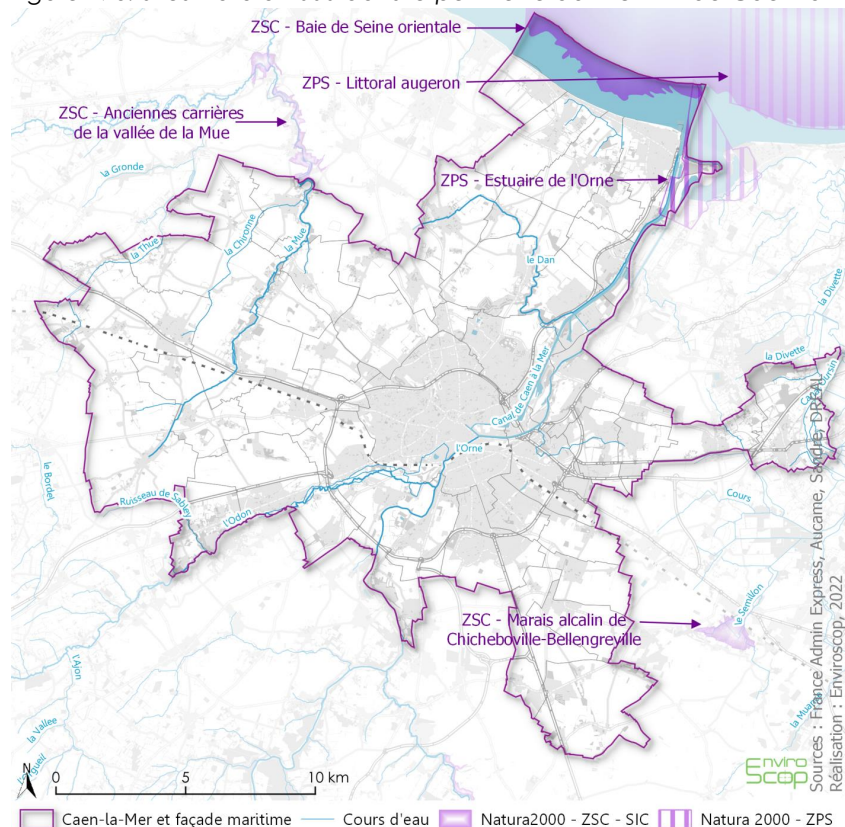 ZSC - Baie de Seine orientale
ZPS - Littoral augeron
ZSC - Anciennes carrières
de la vallée de la Mue
la Gronde
ZPS - Estuaire de l'Orne
la Chironne
la Mue
la Thue
le Dan
la Divette
la Divette
Canal de Caen à la Mer
l'Orne
le Bordel
Ruisseau de Sabley
l'Odon
Cours
ZSC - Marais alcalin de
Chicheboville-Bellengreville
le Semillon
l'Ajon
la Vallée
N
0 5 10 km
Enviro
Scop
Sources : France Admin Express, Aucame, Sandre, DREAL
Réalisation : Enviroscop, 2022
Caen-la-Mer et façade maritime Cours d'eau Natura2000 - ZSC - SIC Natura 2000 - ZPS